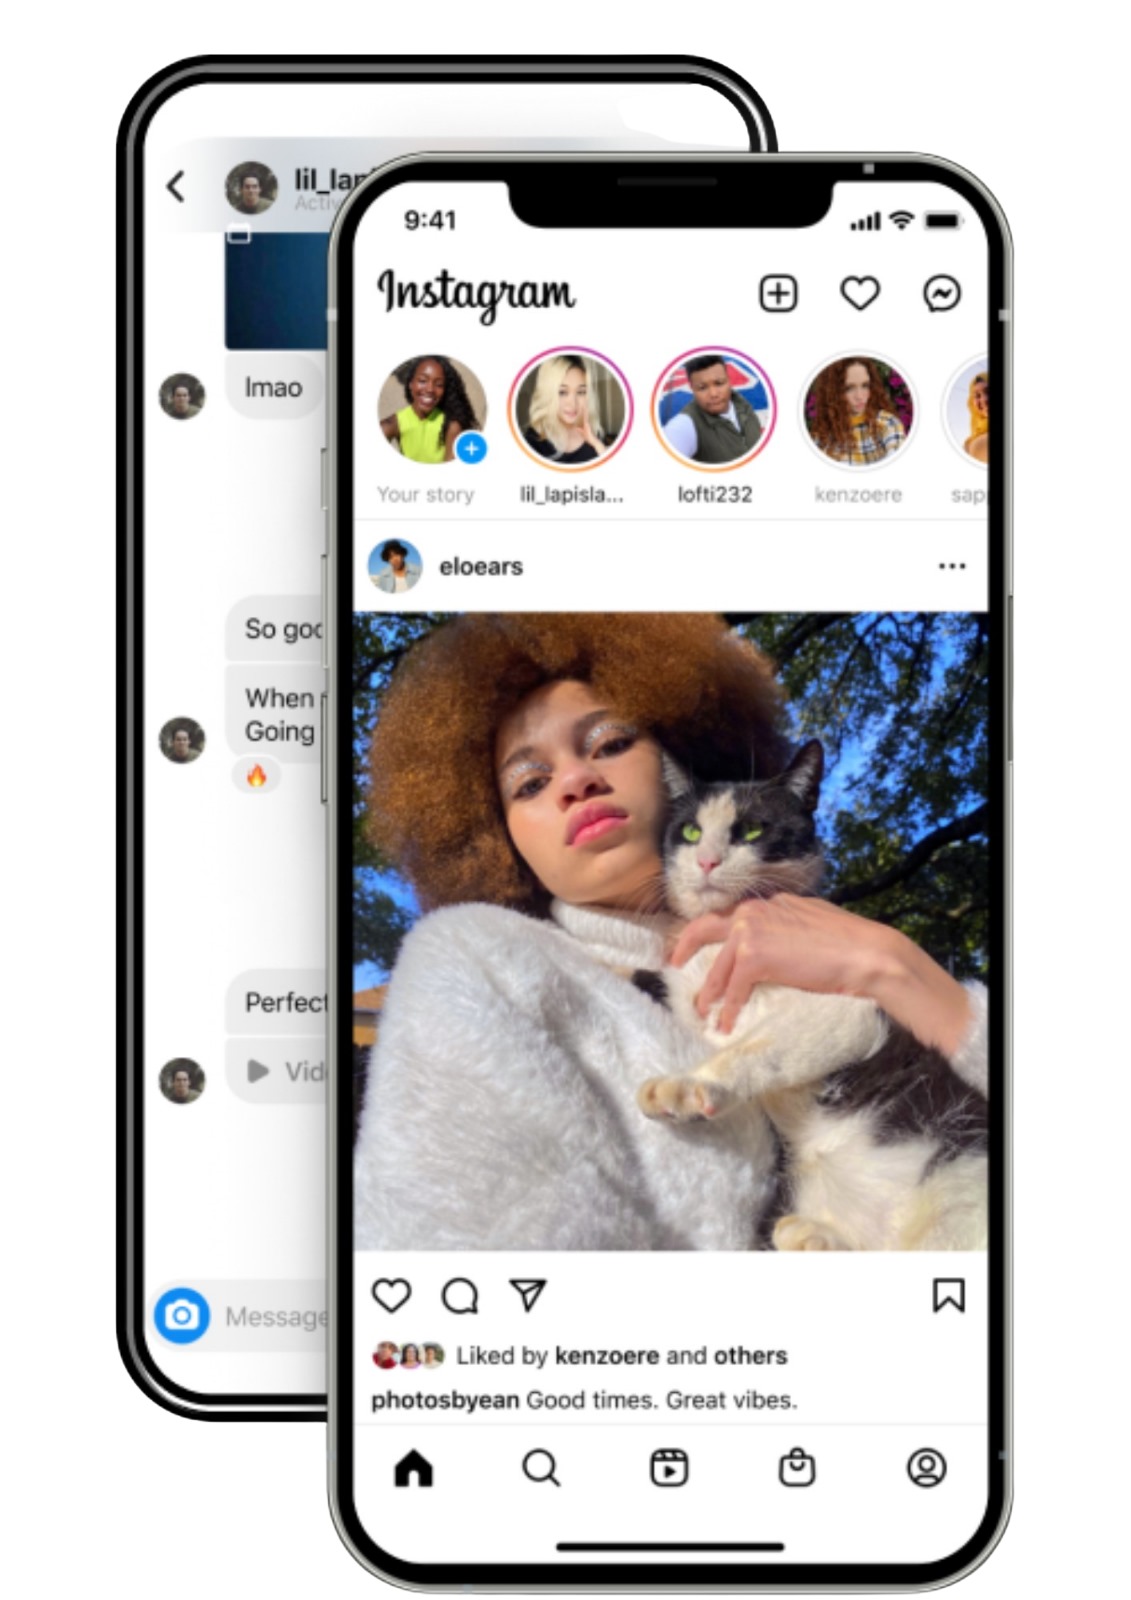 lil_lap
Activ
lmao
So goo
When
Going
Perfect
Vid
Message
9:41
Instagram
Your story
lil_lapisla...
lofti232
kenzoere
sap
eloears
Liked by kenzoere and others
photosbyean Good times. Great vibes.